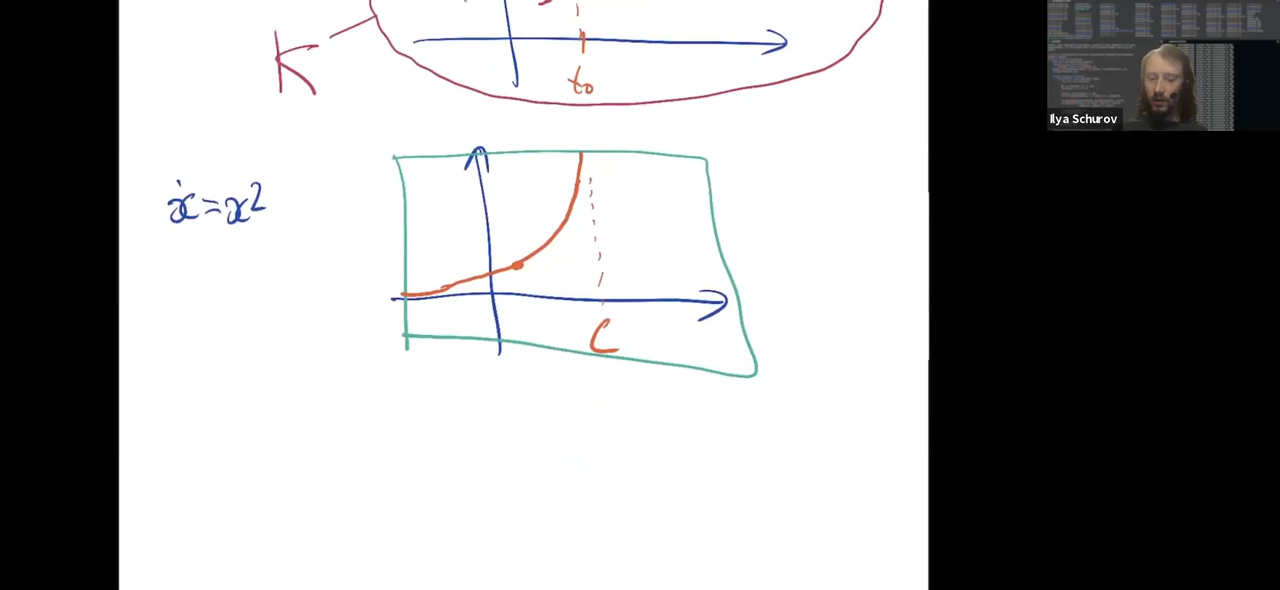 K
t₀
ẋ=x²
C
Ilya Schurov